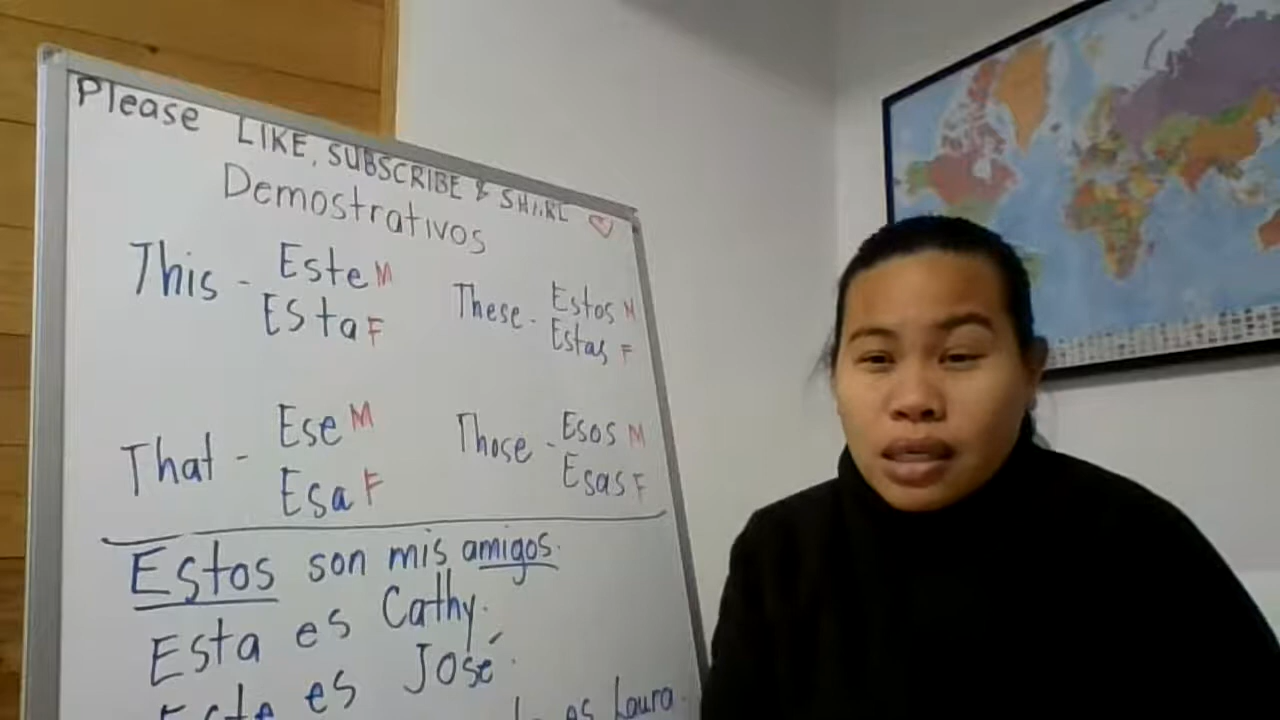 Please LIKE, SUBSCRIBE & SHARE
Demostrativos
This - Este M
Esta F
These - Estos M
Estas F
That - Ese M
Esa F
Those - Esos M
Esas F
Estos son mis amigos.
Esta es Cathy.
Este es José.
es Laura.